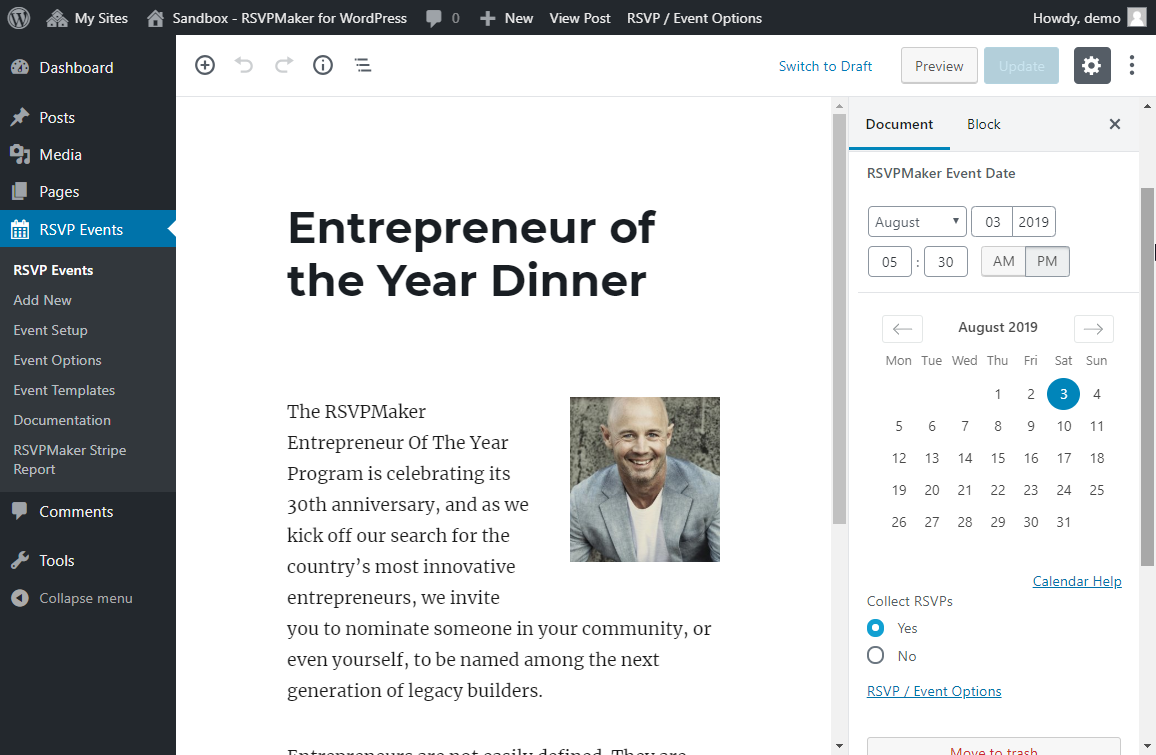 My Sites Sandbox - RSVPMaker for WordPress 0 New View Post RSVP / Event Options Howdy, demo
Dashboard
Posts
Media
Pages
RSVP Events
RSVP Events
Add New
Event Setup
Event Options
Event Templates
Documentation
RSVPMaker Stripe
Report
Comments
Tools
Collapse menu
Switch to Draft Preview Update
Entrepreneur of
the Year Dinner
The RSVPMaker
Entrepreneur Of The Year
Program is celebrating its
30th anniversary, and as we
kick off our search for the
country’s most innovative
entrepreneurs, we invite
you to nominate someone in your community, or
even yourself, to be named among the next
generation of legacy builders.
Entrepreneurs are not easily defined. They are
Document Block
RSVPMaker Event Date
August 03 2019
05 : 30 AM PM
August 2019
Mon Tue Wed Thu Fri Sat Sun
1 2 3 4
5 6 7 8 9 10 11
12 13 14 15 16 17 18
19 20 21 22 23 24 25
26 27 28 29 30 31
Calendar Help
Collect RSVPs
Yes
No
RSVP / Event Options
Move to trash